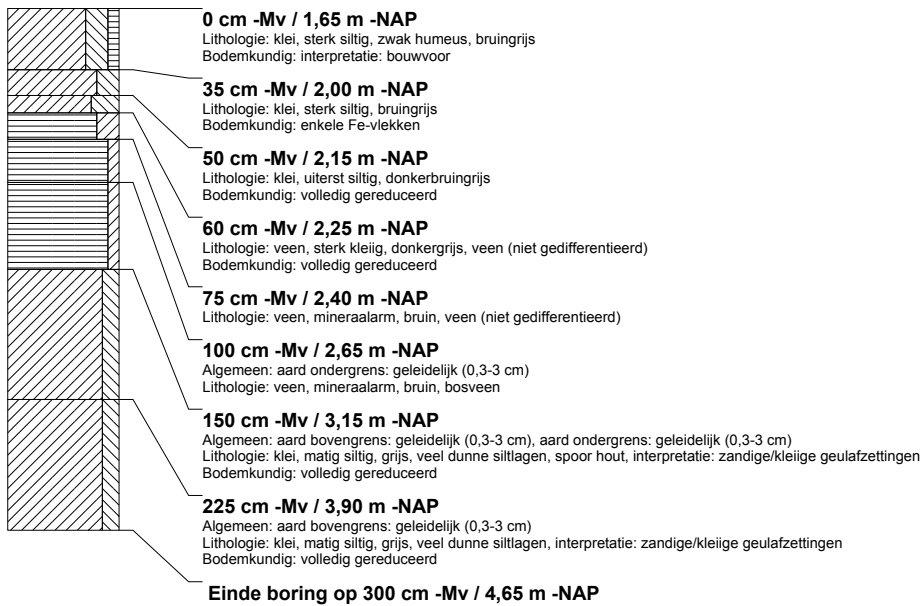 0 cm -Mv / 1,65 m -NAP
Lithologie: klei, sterk siltig, zwak humeus, bruingrijs
Bodemkundig: interpretatie: bouwvoor
35 cm -Mv / 2,00 m -NAP
Lithologie: klei, sterk siltig, bruingrijs
Bodemkundig: enkele Fe-vlekken
50 cm -Mv / 2,15 m -NAP
Lithologie: klei, uiterst siltig, donkerbruingrijs
Bodemkundig: volledig gereduceerd
60 cm -Mv / 2,25 m -NAP
Lithologie: veen, sterk kleiig, donkergrijs, veen (niet gedifferentieerd)
Bodemkundig: volledig gereduceerd
75 cm -Mv / 2,40 m -NAP
Lithologie: veen, mineraalarm, bruin, veen (niet gedifferentieerd)
100 cm -Mv / 2,65 m -NAP
Algemeen: aard ondergrens: geleidelijk (0,3-3 cm)
Lithologie: veen, mineraalarm, bruin, bosveen
150 cm -Mv / 3,15 m -NAP
Algemeen: aard bovengrens: geleidelijk (0,3-3 cm), aard ondergrens: geleidelijk (0,3-3 cm)
Lithologie: klei, matig siltig, grijs, veel dunne siltlagen, spoor hout, interpretatie: zandige/kleiige geulafzettingen
Bodemkundig: volledig gereduceerd
225 cm -Mv / 3,90 m -NAP
Algemeen: aard bovengrens: geleidelijk (0,3-3 cm)
Lithologie: klei, matig siltig, grijs, veel dunne siltlagen, interpretatie: zandige/kleiige geulafzettingen
Bodemkundig: volledig gereduceerd
Einde boring op 300 cm -Mv / 4,65 m -NAP